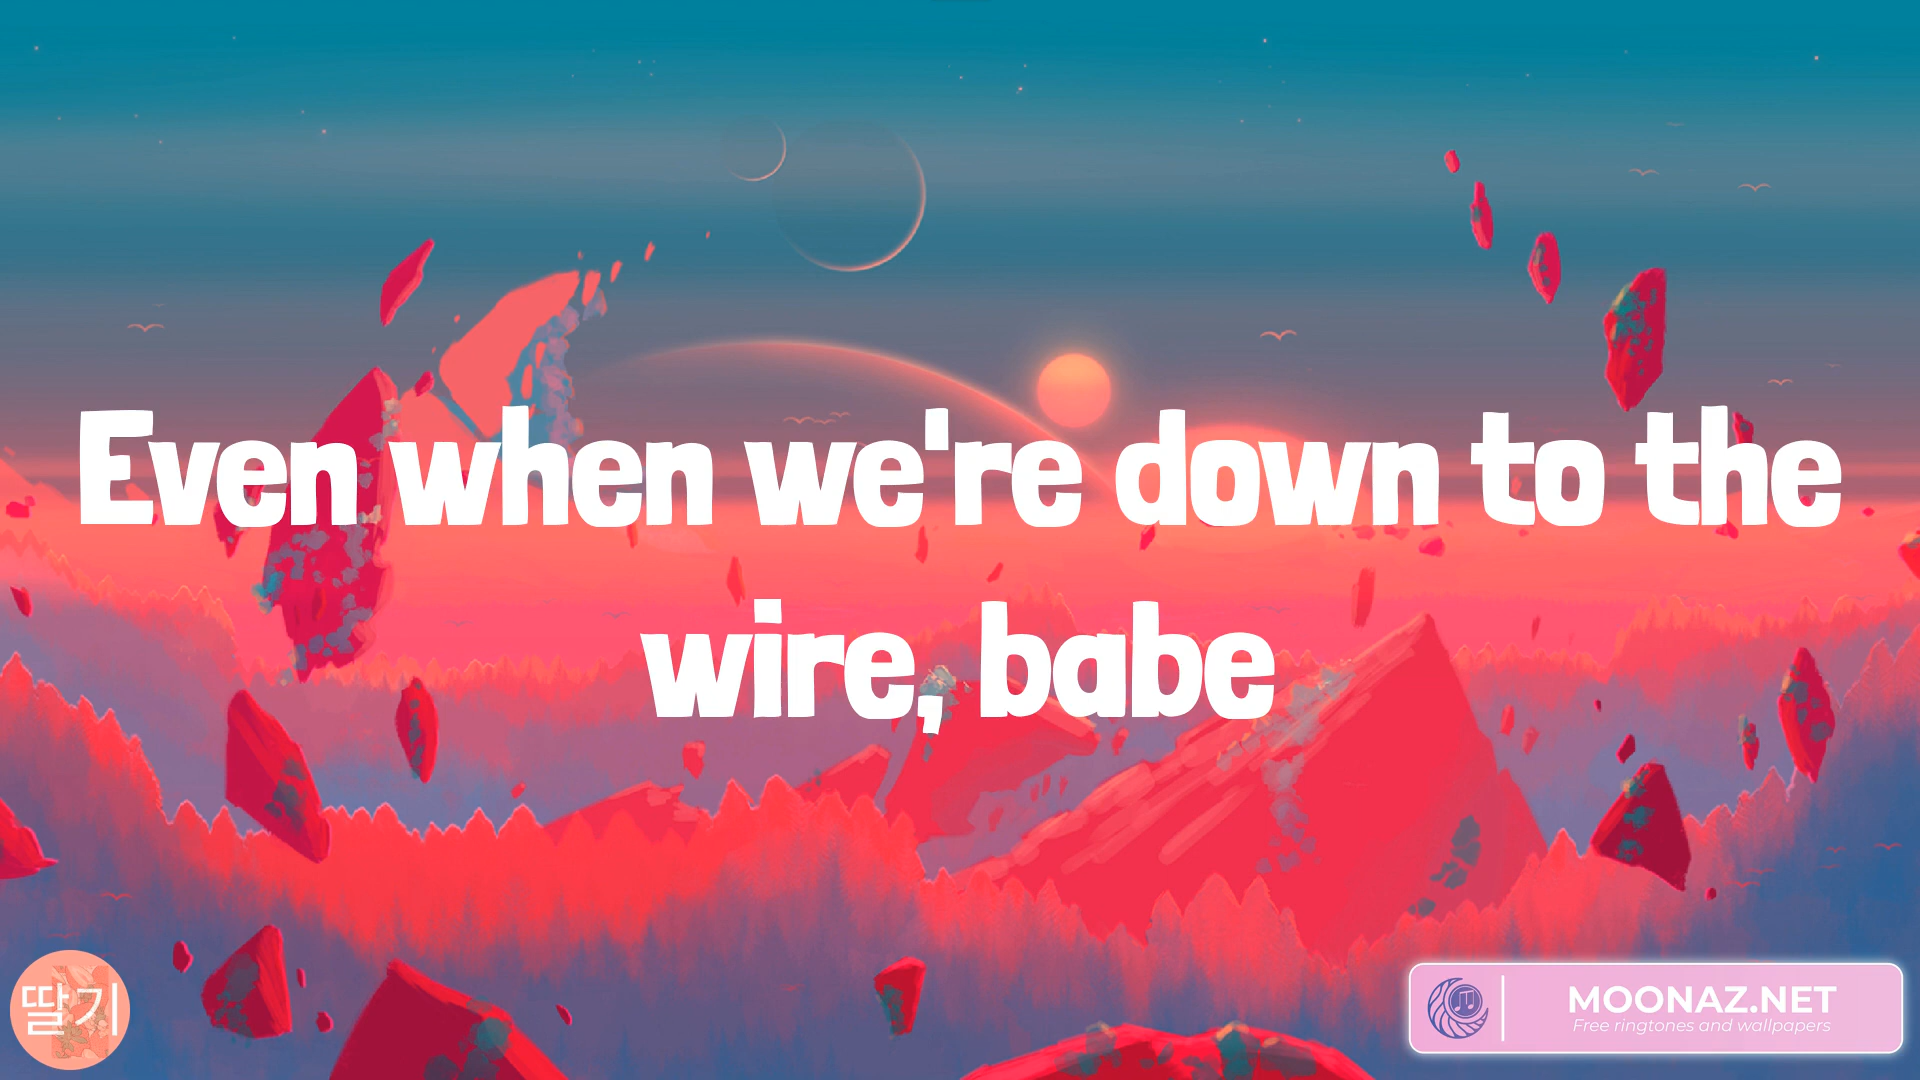 Even when we're down to the
wire, babe
딸기
MOONAZ.NET
Free ringtones and wallpapers